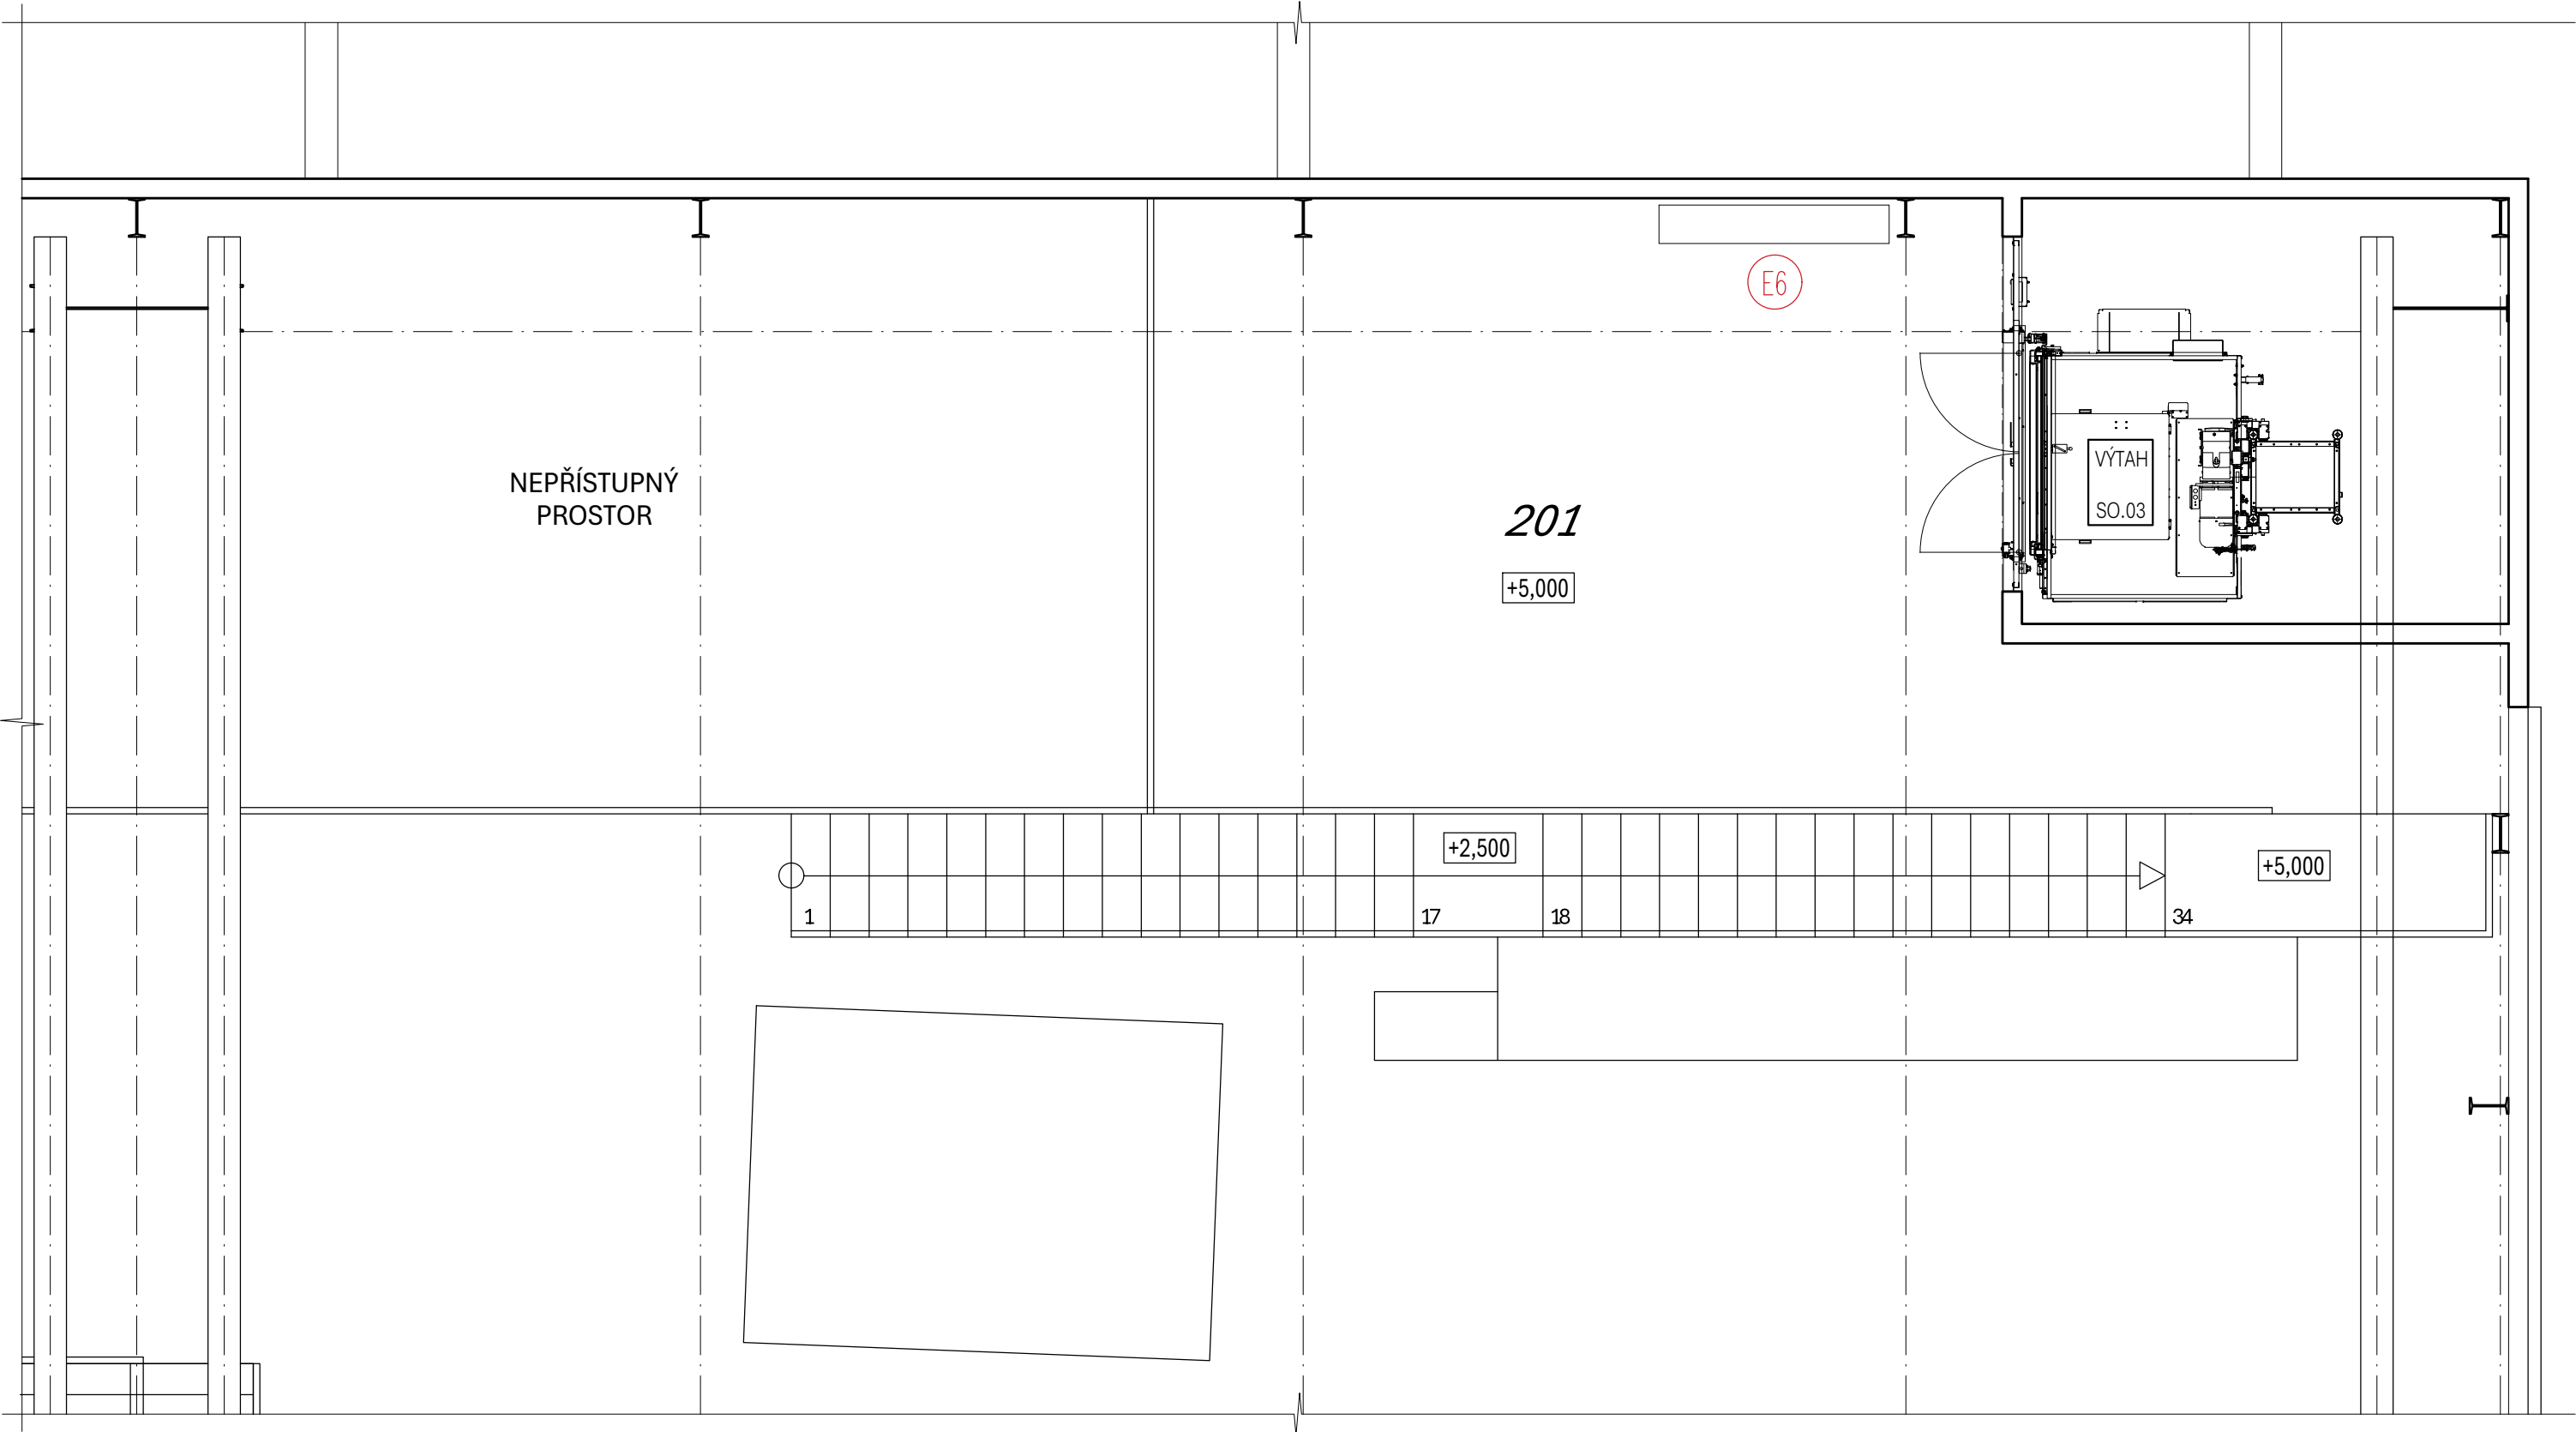 E6
VÝTAH
SO.03
NEPŘÍSTUPNÝ
PROSTOR
201
+5,000
+2,500
+5,000
1
17
18
34